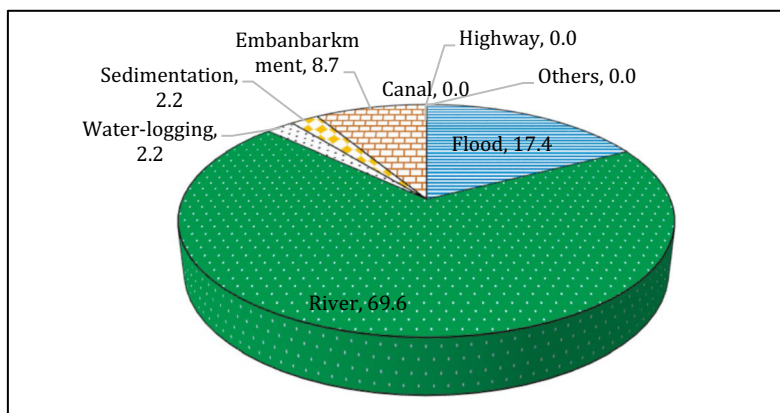 Embanbarkm
ment, 8.7
Highway, 0.0
Sedimentation,
2.2
Canal, 0.0
Others, 0.0
Water-logging,
2.2
Flood, 17.4
River, 69.6